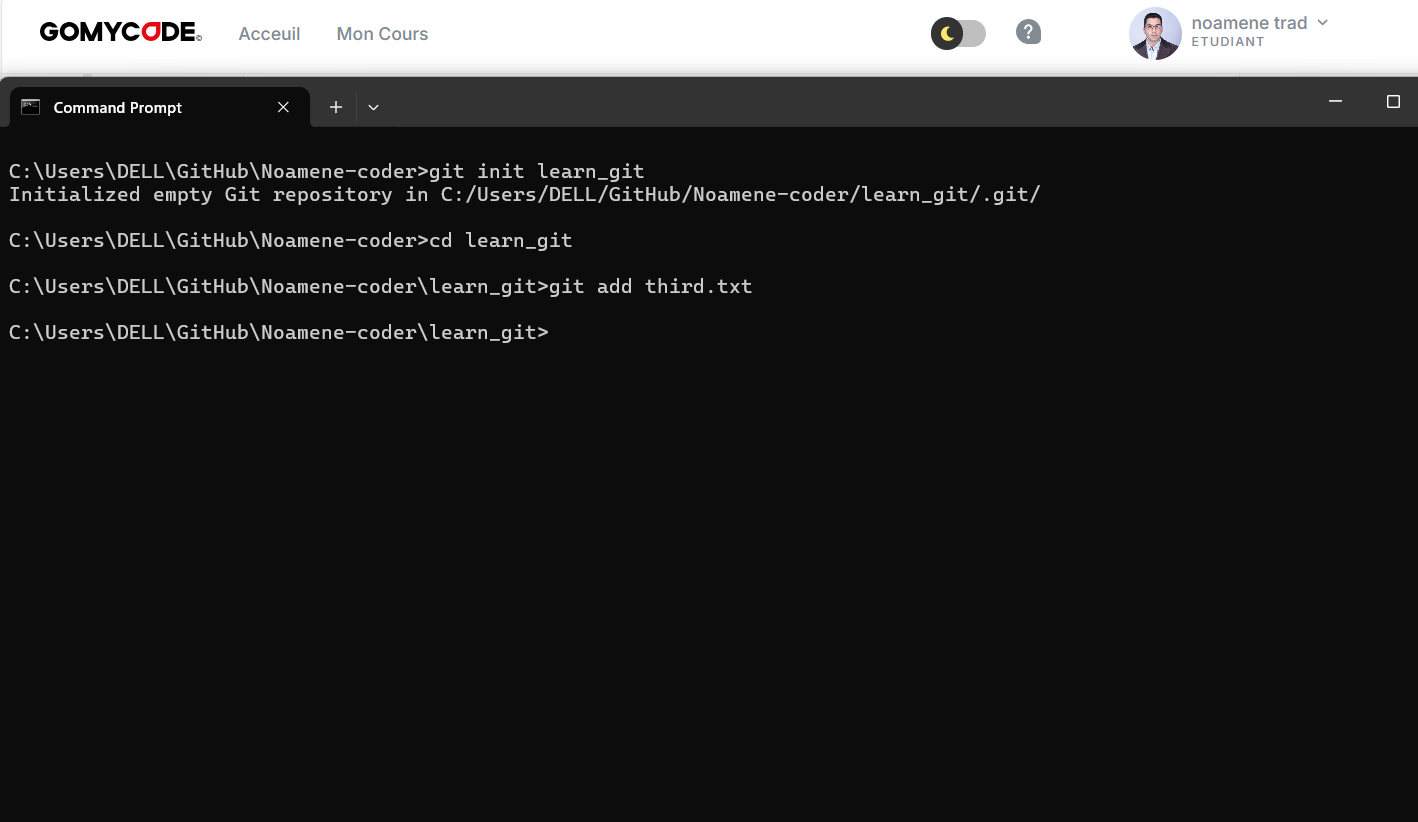 GOMYCODE©
Acceuil
Mon Cours
?
noamene trad
ETUDIANT
Command Prompt
C:\Users\DELL\GitHub\Noamene-coder>git init learn_git
Initialized empty Git repository in C:/Users/DELL/GitHub/Noamene-coder/learn_git/.git/
C:\Users\DELL\GitHub\Noamene-coder>cd learn_git
C:\Users\DELL\GitHub\Noamene-coder\learn_git>git add third.txt
C:\Users\DELL\GitHub\Noamene-coder\learn_git>